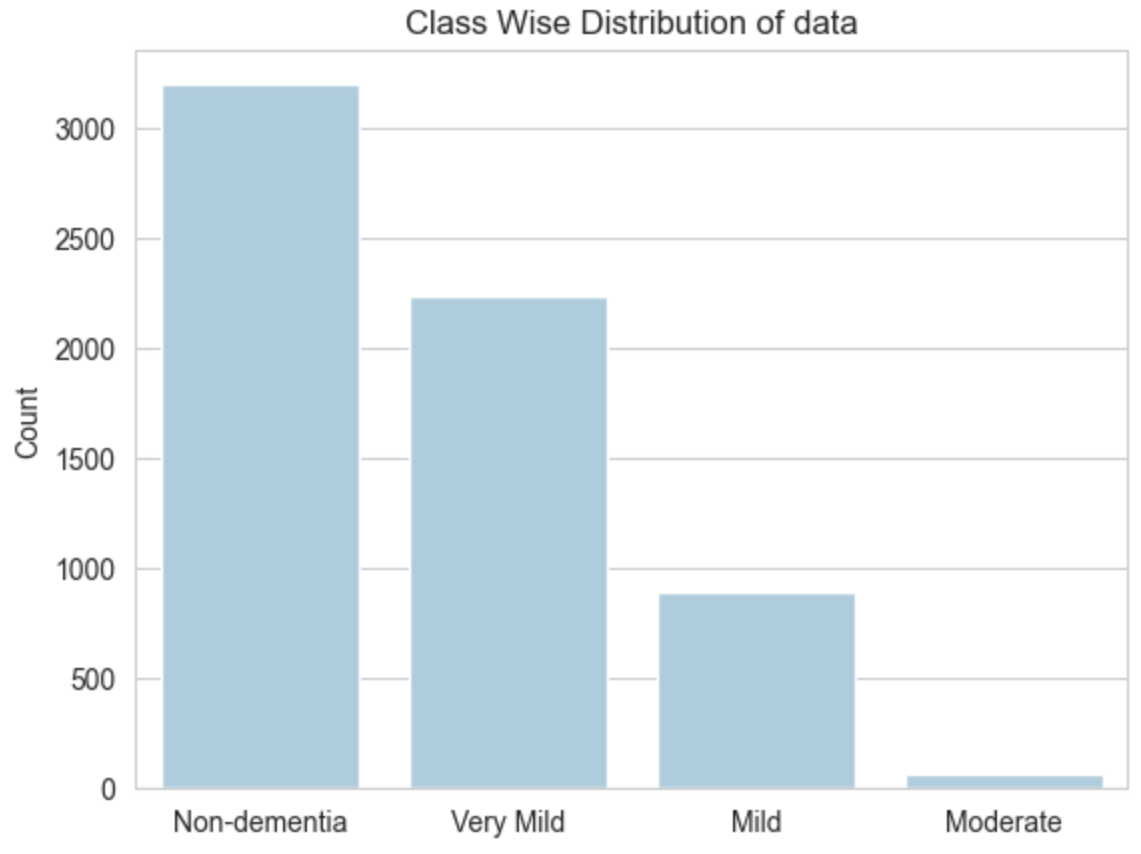 Class Wise Distribution of data
3000
2500
2000
1500
1000
500
0
Count
Non-dementia
Very Mild
Mild
Moderate